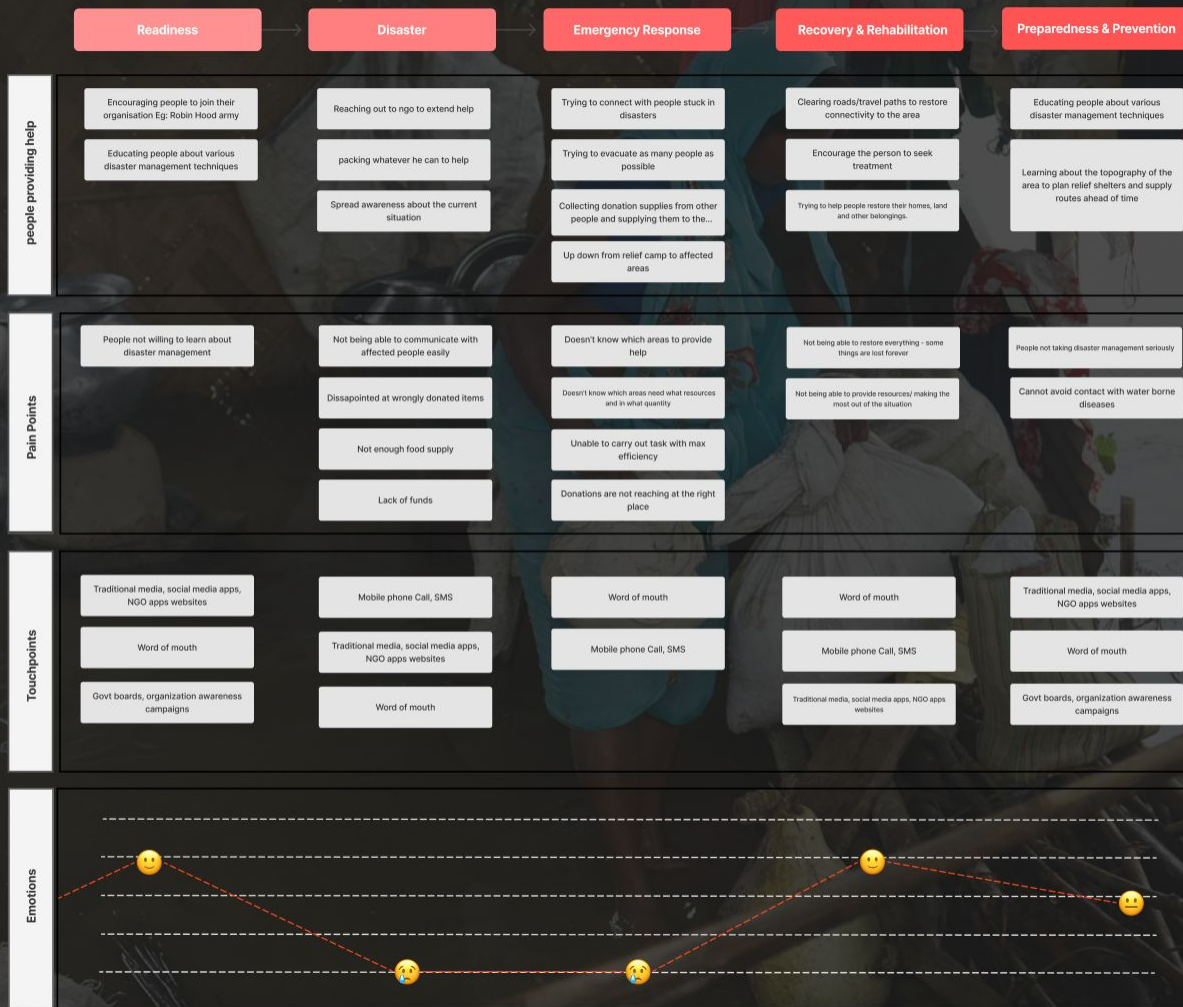 Readiness
Disaster
Emergency Response
Recovery & Rehabilitation
Preparedness & Prevention
people providing help
Encouraging people to join their
organisation Eg: Robin Hood army
Educating people about various
disaster management techniques
Reaching out to ngo to extend help
packing whatever he can to help
Spread awareness about the current
situation
Trying to connect with people stuck in
disasters
Trying to evacuate as many people as
possible
Collecting donation supplies from other
people and supplying them to the...
Up down from relief camp to affected
areas
Clearing roads/travel paths to restore
connectivity to the area
Encourage the person to seek
treatment
Trying to help people restore their homes, land
and other belongings.
Educating people about various
disaster management techniques
Learning about the topography of the
area to plan relief shelters and supply
routes ahead of time
Pain Points
People not willing to learn about
disaster management
Not being able to communicate with
affected people easily
Dissapointed at wrongly donated items
Not enough food supply
Lack of funds
Doesn't know which areas to provide
help
Doesn't know which areas need what resources
and in what quantity
Unable to carry out task with max
efficiency
Donations are not reaching at the right
place
Not being able to restore everything - some
things are lost forever
Not being able to provide resources/ making the
most out of the situation
People not taking disaster management seriously
Cannot avoid contact with water borne
diseases
Touchpoints
Traditional media, social media apps,
NGO apps websites
Word of mouth
Govt boards, organization awareness
campaigns
Mobile phone Call, SMS
Traditional media, social media apps,
NGO apps websites
Word of mouth
Word of mouth
Mobile phone Call, SMS
Word of mouth
Mobile phone Call, SMS
Traditional media, social media apps, NGO apps
websites
Traditional media, social media apps,
NGO apps websites
Word of mouth
Govt boards, organization awareness
campaigns
Emotions